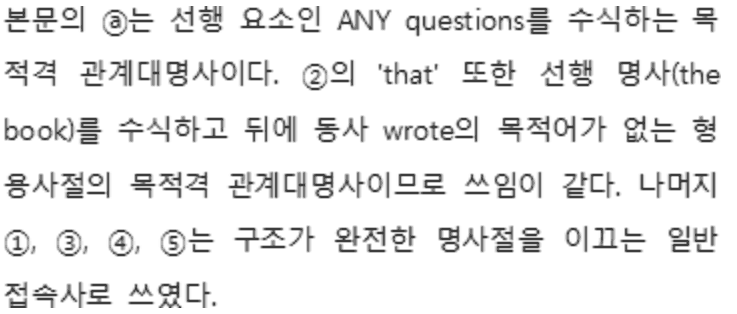 본문의 ⓐ는 선행 요소인 ANY questions를 수식하는 목
적격 관계대명사이다. ②의 'that' 또한 선행 명사(the
book)를 수식하고 뒤에 동사 wrote의 목적어가 없는 형
용사절의 목적격 관계대명사이므로 쓰임이 같다. 나머지
①, ③, ④, ⑤는 구조가 완전한 명사절을 이끄는 일반
접속사로 쓰였다.